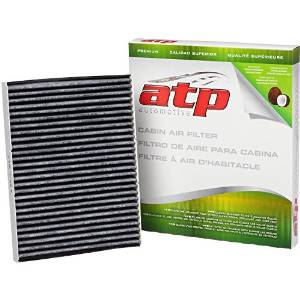 PREMIUM
CALIDAD SUPERIOR
QUALITÉ SUPÉRIEURE
atp
automotive
CABIN AIR FILTER
FILTRO DE AIRE PARA CABINA
FILTRE À AIR D'HABITACLE